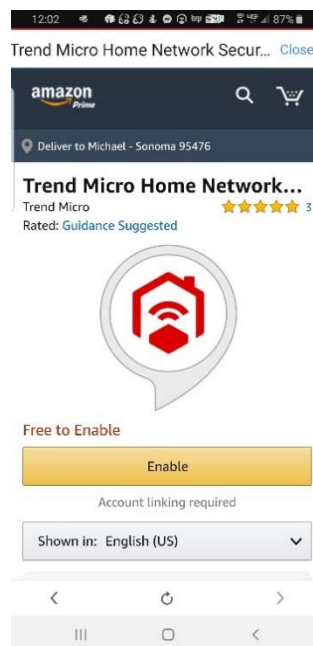 12:02 87%
Trend Micro Home Network Secur... Close
amazon
Prime
Deliver to Michael - Sonoma 95476
Trend Micro Home Network...
Trend Micro 3
Rated: Guidance Suggested
Free to Enable
Enable
Account linking required
Shown in: English (US)